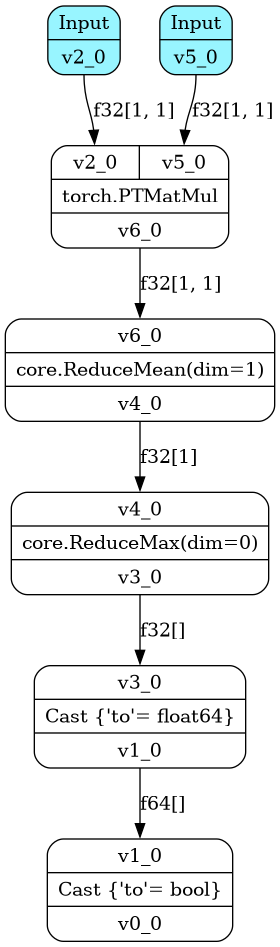 Input
v2_0
Input
v5_0
f32[1, 1]
f32[1, 1]
v2_0
v5_0
torch.PTMatMul
v6_0
f32[1, 1]
v6_0
core.ReduceMean(dim=1)
v4_0
f32[1]
v4_0
core.ReduceMax(dim=0)
v3_0
f32[]
v3_0
Cast {'to'= float64}
v1_0
f64[]
v1_0
Cast {'to'= bool}
v0_0